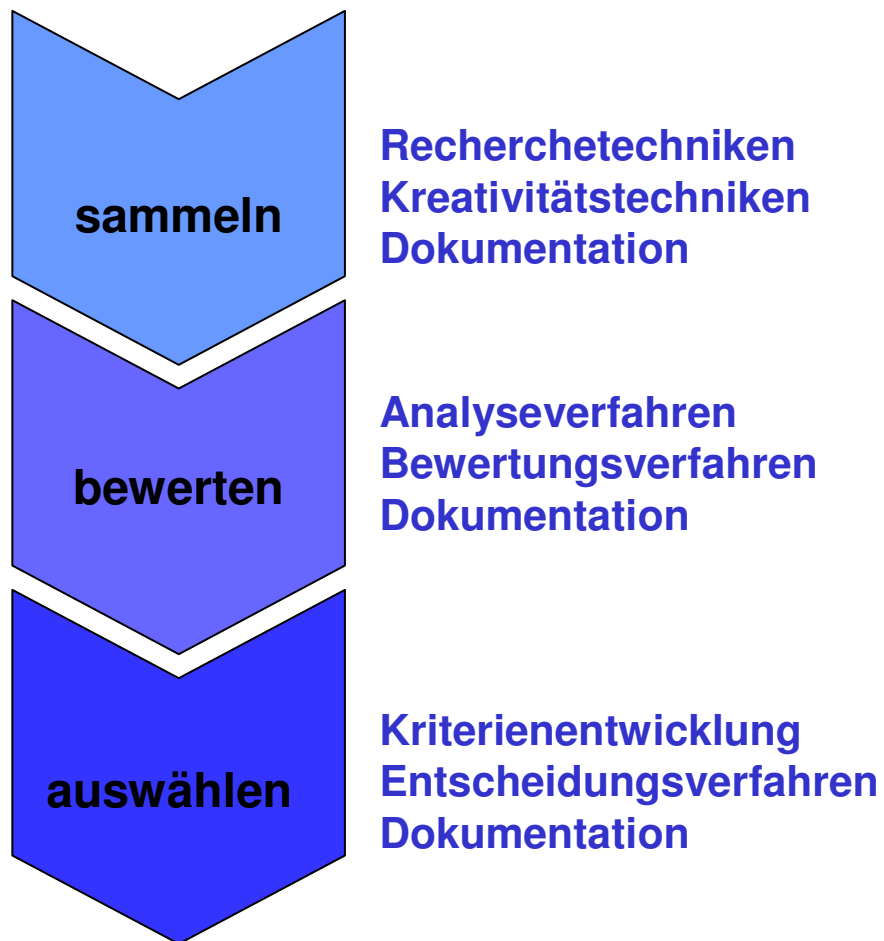 sammeln
Recherchetechniken
Kreativitätstechniken
Dokumentation
bewerten
Analyseverfahren
Bewertungsverfahren
Dokumentation
auswählen
Kriterienentwicklung
Entscheidungsverfahren
Dokumentation